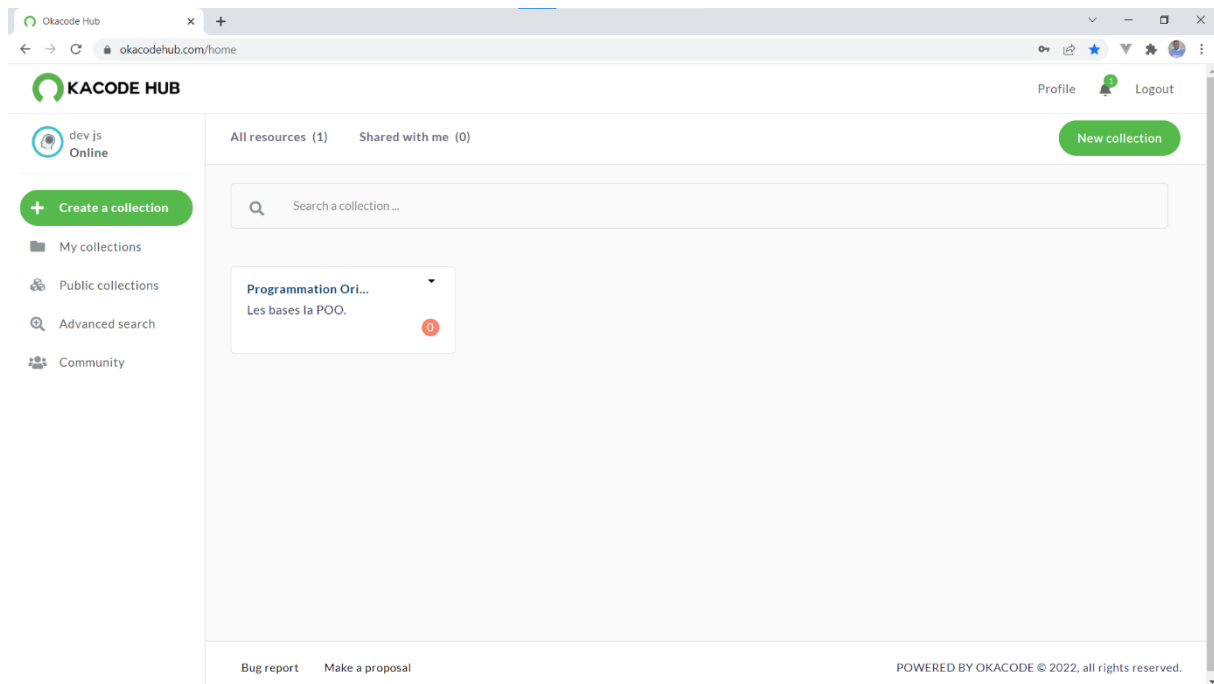 Okacode Hub
okacodehub.com/home
KACODE HUB
Profile
1
Logout
dev js
Online
All resources (1)
Shared with me (0)
New collection
Create a collection
Search a collection ...
My collections
Public collections
Advanced search
Community
Programmation Ori...
Les bases la POO.
0
Bug report
Make a proposal
POWERED BY OKACODE © 2022, all rights reserved.